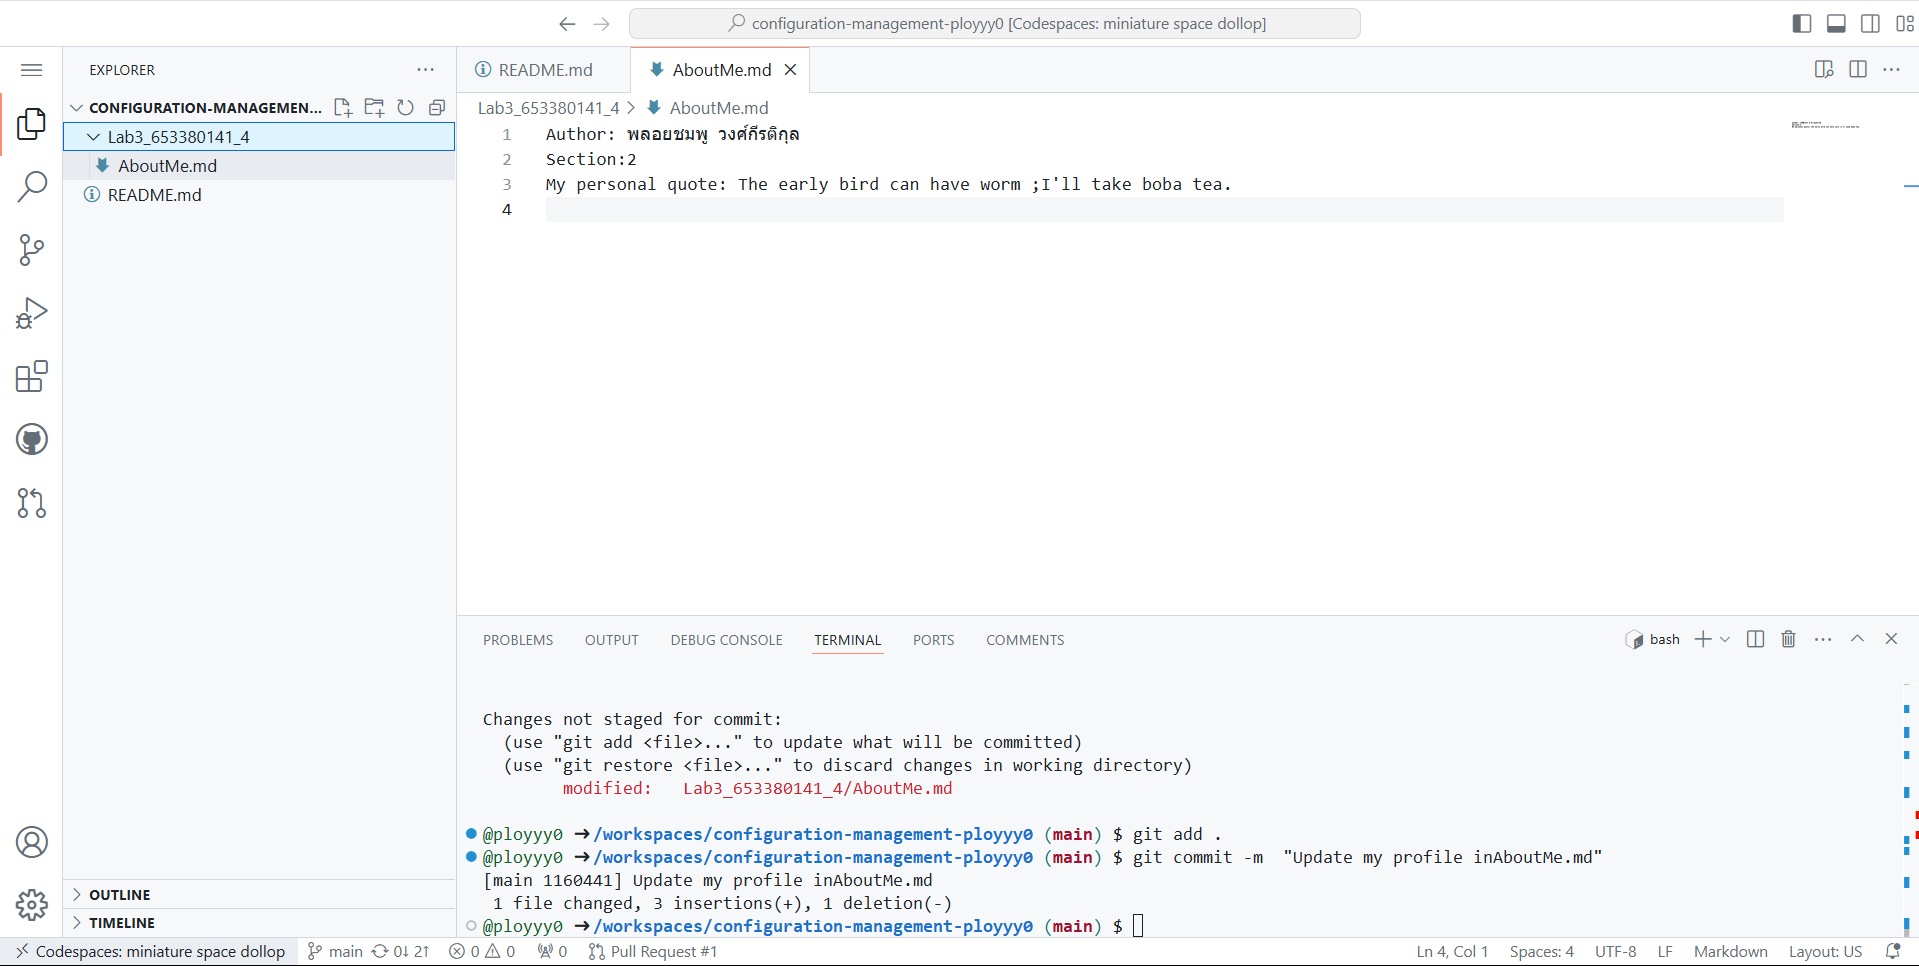 configuration-management-ployyy0 [Codespaces: miniature space dollop]
EXPLORER
CONFIGURATION-MANAGEMEN...
Lab3_653380141_4
AboutMe.md
README.md
OUTLINE
TIMELINE
README.md
AboutMe.md
Lab3_653380141_4 > AboutMe.md
1 Author: พลอยชมพู วงศ์กีรติกุล
2 Section:2
3 My personal quote: The early bird can have worm ;I'll take boba tea.
4
PROBLEMS OUTPUT DEBUG CONSOLE TERMINAL PORTS COMMENTS
bash
Changes not staged for commit:
(use "git add <file>..." to update what will be committed)
(use "git restore <file>..." to discard changes in working directory)
modified: Lab3_653380141_4/AboutMe.md
@ployyy0 ➜ /workspaces/configuration-management-ployyy0 (main) $ git add .
@ployyy0 ➜ /workspaces/configuration-management-ployyy0 (main) $ git commit -m  "Update my profile inAboutMe.md"
[main 1160441] Update my profile inAboutMe.md
1 file changed, 3 insertions(+), 1 deletion(-)
@ployyy0 ➜ /workspaces/configuration-management-ployyy0 (main) $
Codespaces: miniature space dollop main 0↓ 2↑ 0 0 0 Pull Request #1 Ln 4, Col 1 Spaces: 4 UTF-8 LF Markdown Layout: US